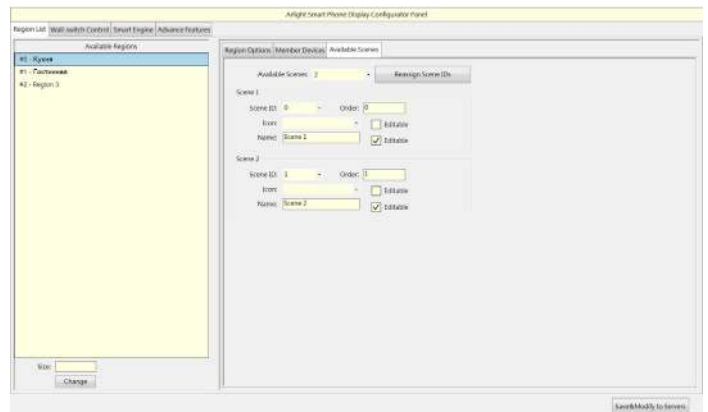 Arlight Smart Phone Display Configurator Panel
Region List Wall switch Control Smart Engine Advance Features
Available Regions
#0 - Кухня
#1 - Гостинная
#2 - Region 3
Size:
Change
Region Options Member Devices Available Scenes
Available Scenes: 2 Reassign Scene IDs
Scene 1
Scene ID: 0 Order: 0
Icon: Editable
Name: Scene 1 Editable
Scene 2
Scene ID: 1 Order: 1
Icon: Editable
Name: Scene 2 Editable
Save&Modify to Servers